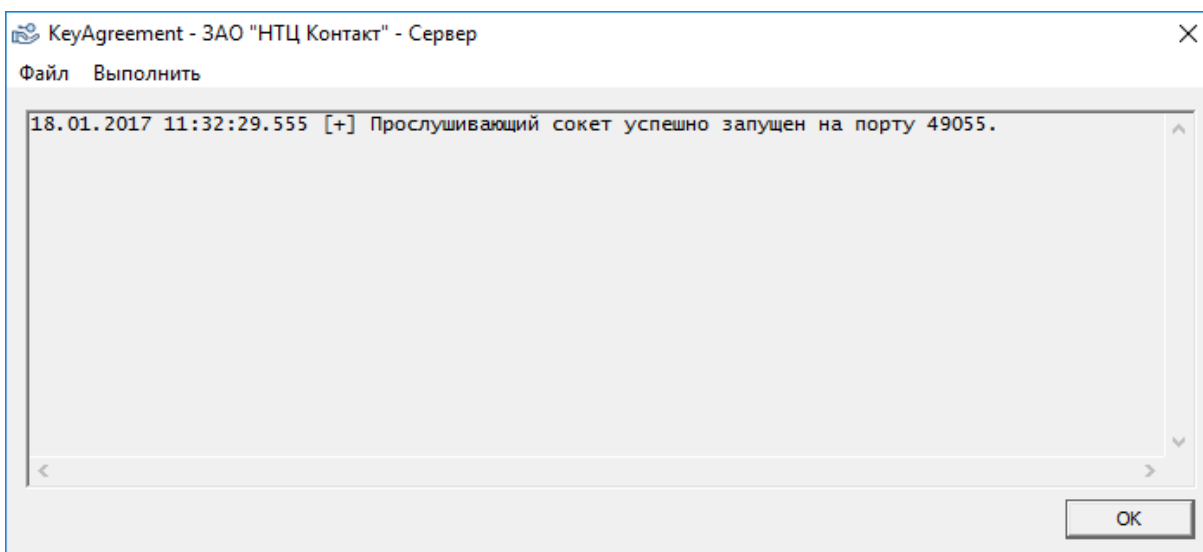 KeyAgreement - ЗАО "НТЦ Контакт" - Сервер
Файл Выполнить
18.01.2017 11:32:29.555 [+] Прослушивающий сокет успешно запущен на порту 49055.
OK